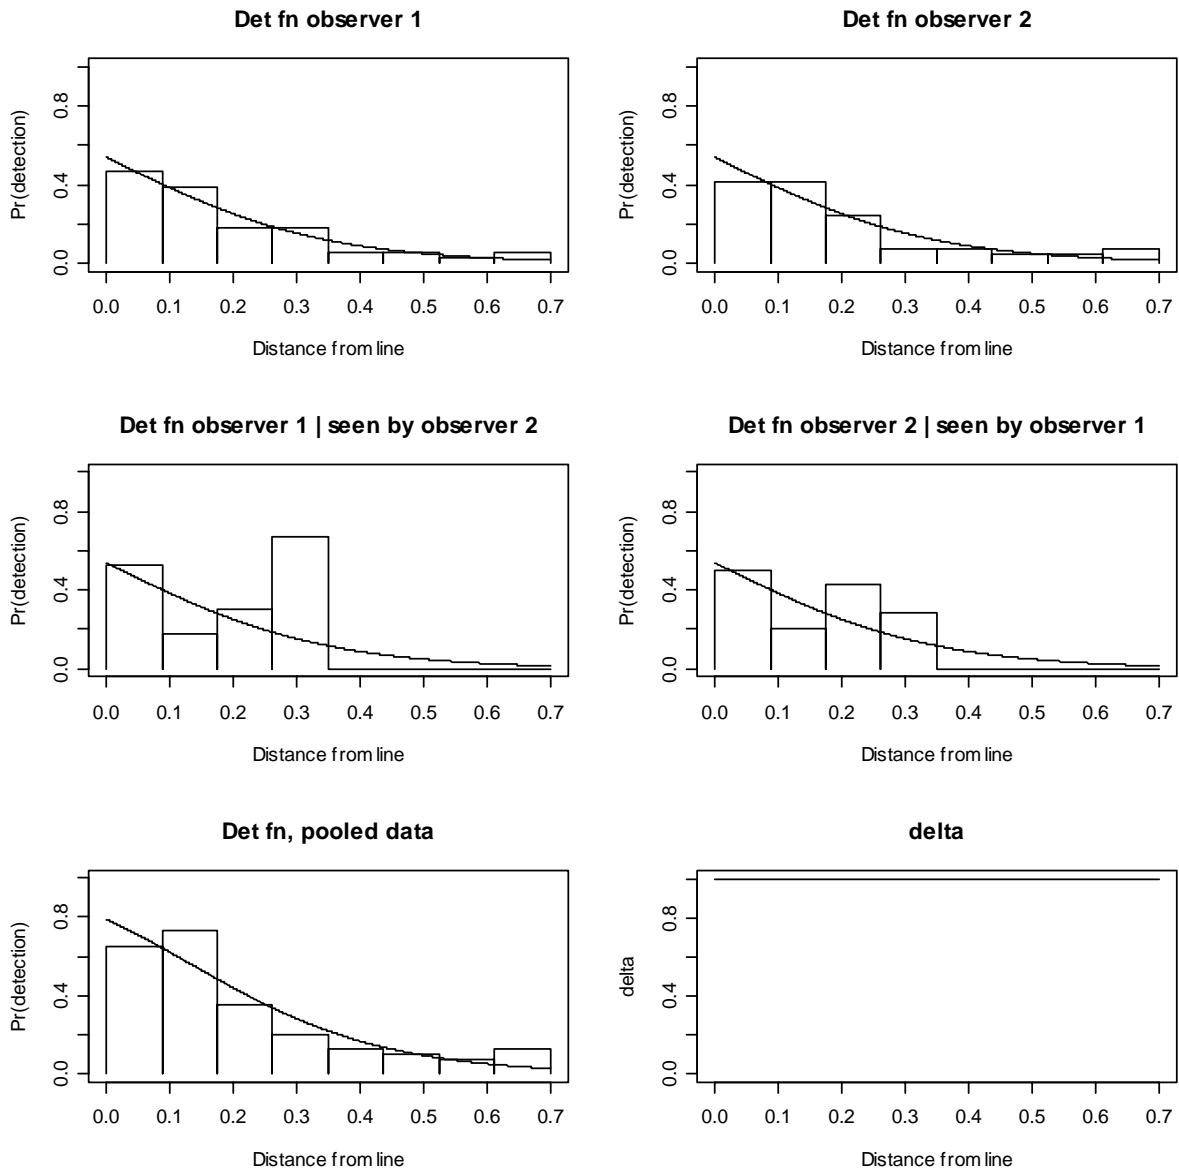 Det fn observer 1
Pr(detection)
0.0 0.4 0.8
0.0 0.1 0.2 0.3 0.4 0.5 0.6 0.7
Distance from line
Det fn observer 2
Pr(detection)
0.0 0.4 0.8
0.0 0.1 0.2 0.3 0.4 0.5 0.6 0.7
Distance from line
Det fn observer 1 | seen by observer 2
Pr(detection)
0.0 0.4 0.8
0.0 0.1 0.2 0.3 0.4 0.5 0.6 0.7
Distance from line
Det fn observer 2 | seen by observer 1
Pr(detection)
0.0 0.4 0.8
0.0 0.1 0.2 0.3 0.4 0.5 0.6 0.7
Distance from line
Det fn, pooled data
Pr(detection)
0.0 0.4 0.8
0.0 0.1 0.2 0.3 0.4 0.5 0.6 0.7
Distance from line
delta
delta
0.0 0.4 0.8
0.0 0.1 0.2 0.3 0.4 0.5 0.6 0.7
Distance from line